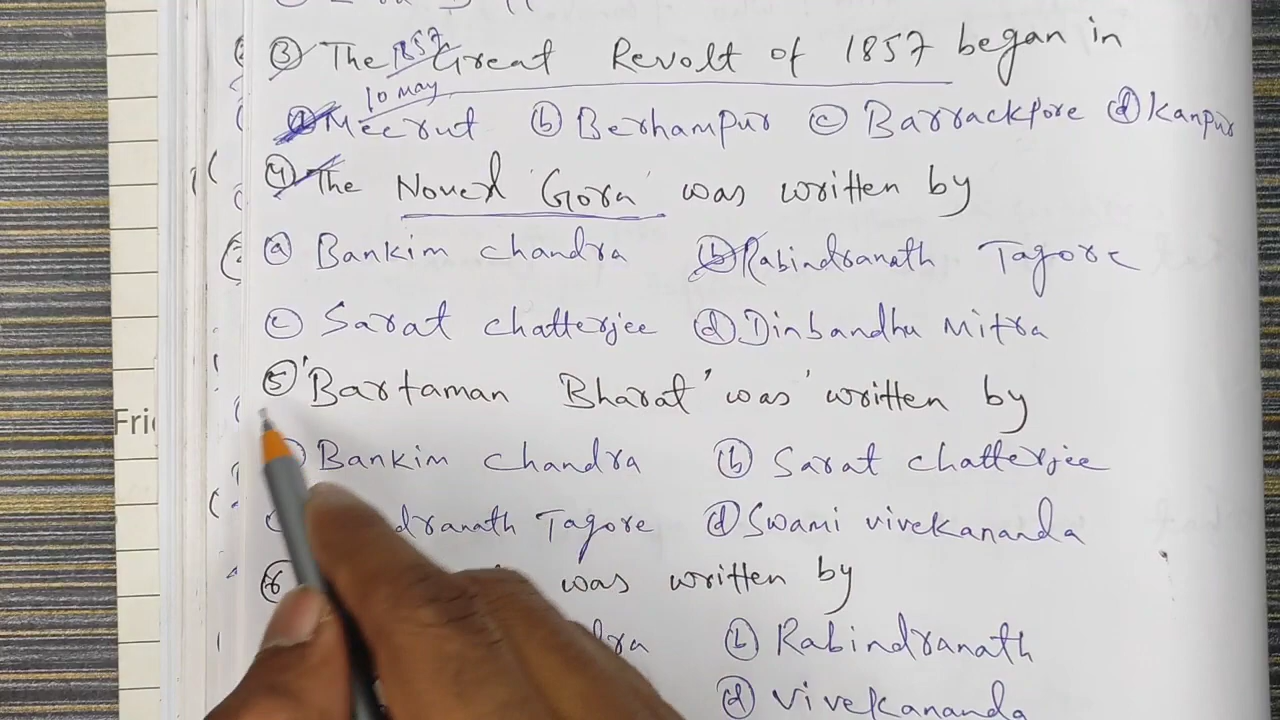 ③ The Great Revolt of 1857 began in
1857
10 may
ⓐ Meerut ⓑ Berhampur ⓒ Barrackpore ⓓ Kanpur
④ The Novel 'Gora' was written by
ⓐ Bankim chandra ⓑ Rabindranath Tagore
ⓒ Sarat chatterjee ⓓ Dinbandhu Mitra
⑤ 'Bartaman Bharat' was written by
Bankim chandra ⓑ Sarat chatterjee
Tagore ⓓ Swami vivekananda
⑥ was written by
ⓑ Rabindranath
ⓓ vivekananda
Fri